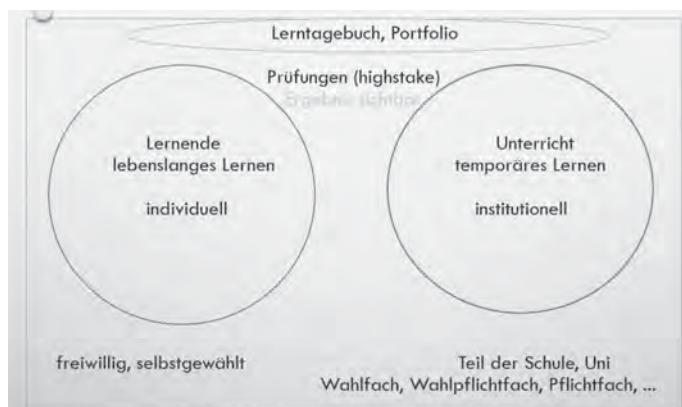 Lerntagebuch, Portfolio
Prüfungen (highstake)
Ergebnis sichtbar
Lernende
lebenslanges Lernen
individuell
Unterricht
temporäres Lernen
institutionell
freiwillig, selbstgewählt
Teil der Schule, Uni
Wahlfach, Wahlpflichtfach, Pflichtfach, ...